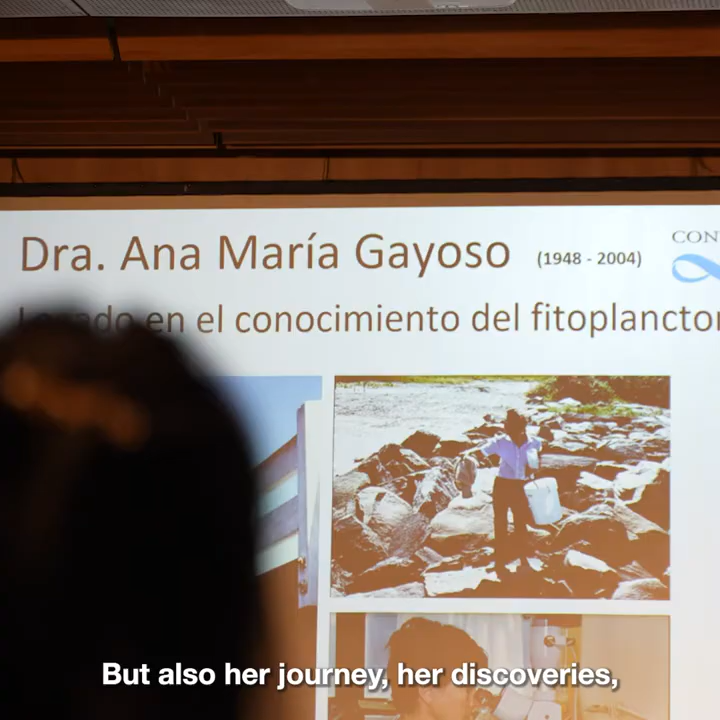 Dra. Ana María Gayoso (1948 - 2004)
CON
en el conocimiento del fitoplancton
But also her journey, her discoveries,